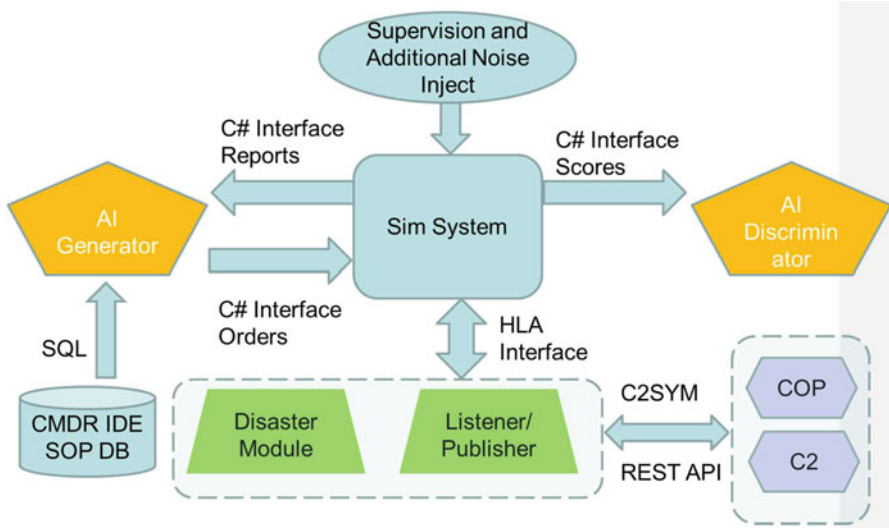 Supervision and
Additional Noise
Inject
C# Interface
Reports
C# Interface
Scores
AI
Generator
Sim System
AI
Discrimin
ator
C# Interface
Orders
HLA
Interface
SQL
CMDR IDE
SOP DB
Disaster
Module
Listener/
Publisher
C2SYM
REST API
COP
C2